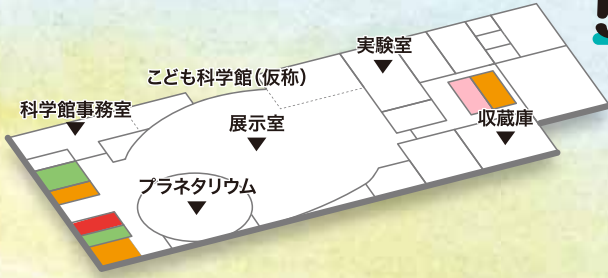 実験室
こども科学館（仮称）
科学館事務室
展示室
収蔵庫
プラネタリウム